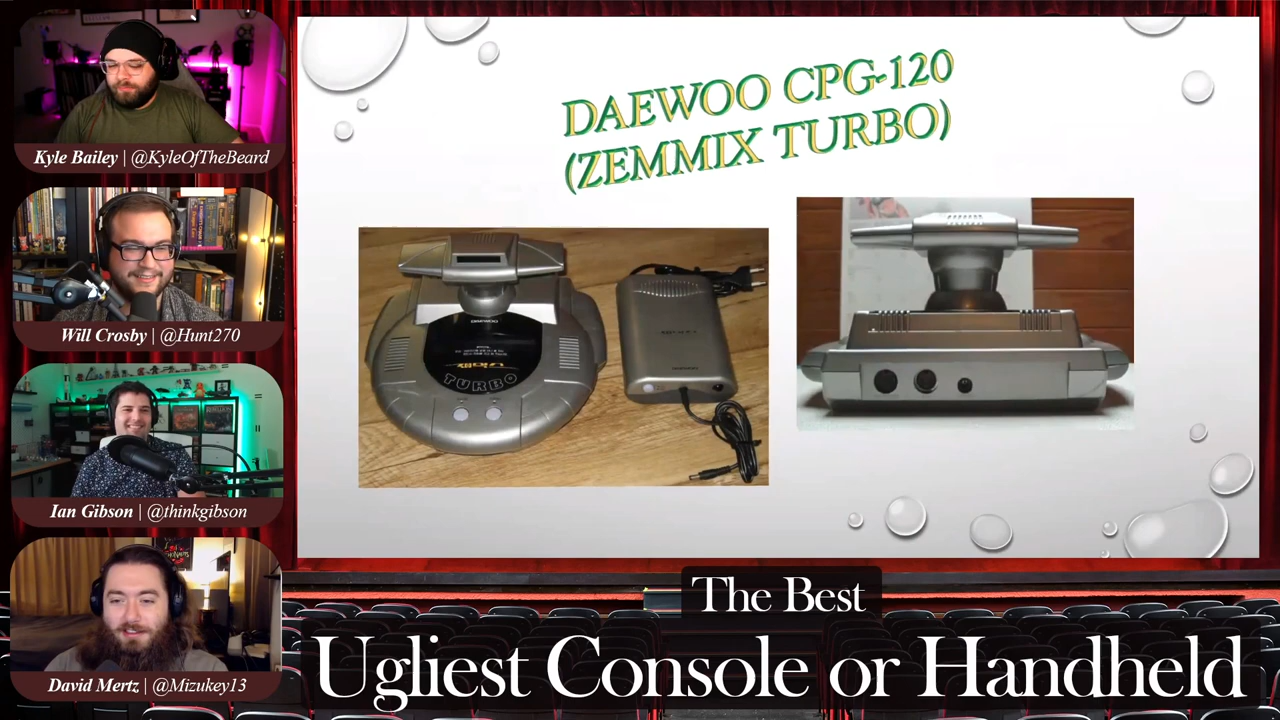 Kyle Bailey | @KyleOfTheBeard
Will Crosby | @Hunt270
Ian Gibson | @thinkgibson
David Mertz | @Mizukey13
DAEWOO CPG-120
(ZEMMIX TURBO)
DAEWOO
TURBO
The Best
Ugliest Console or Handheld